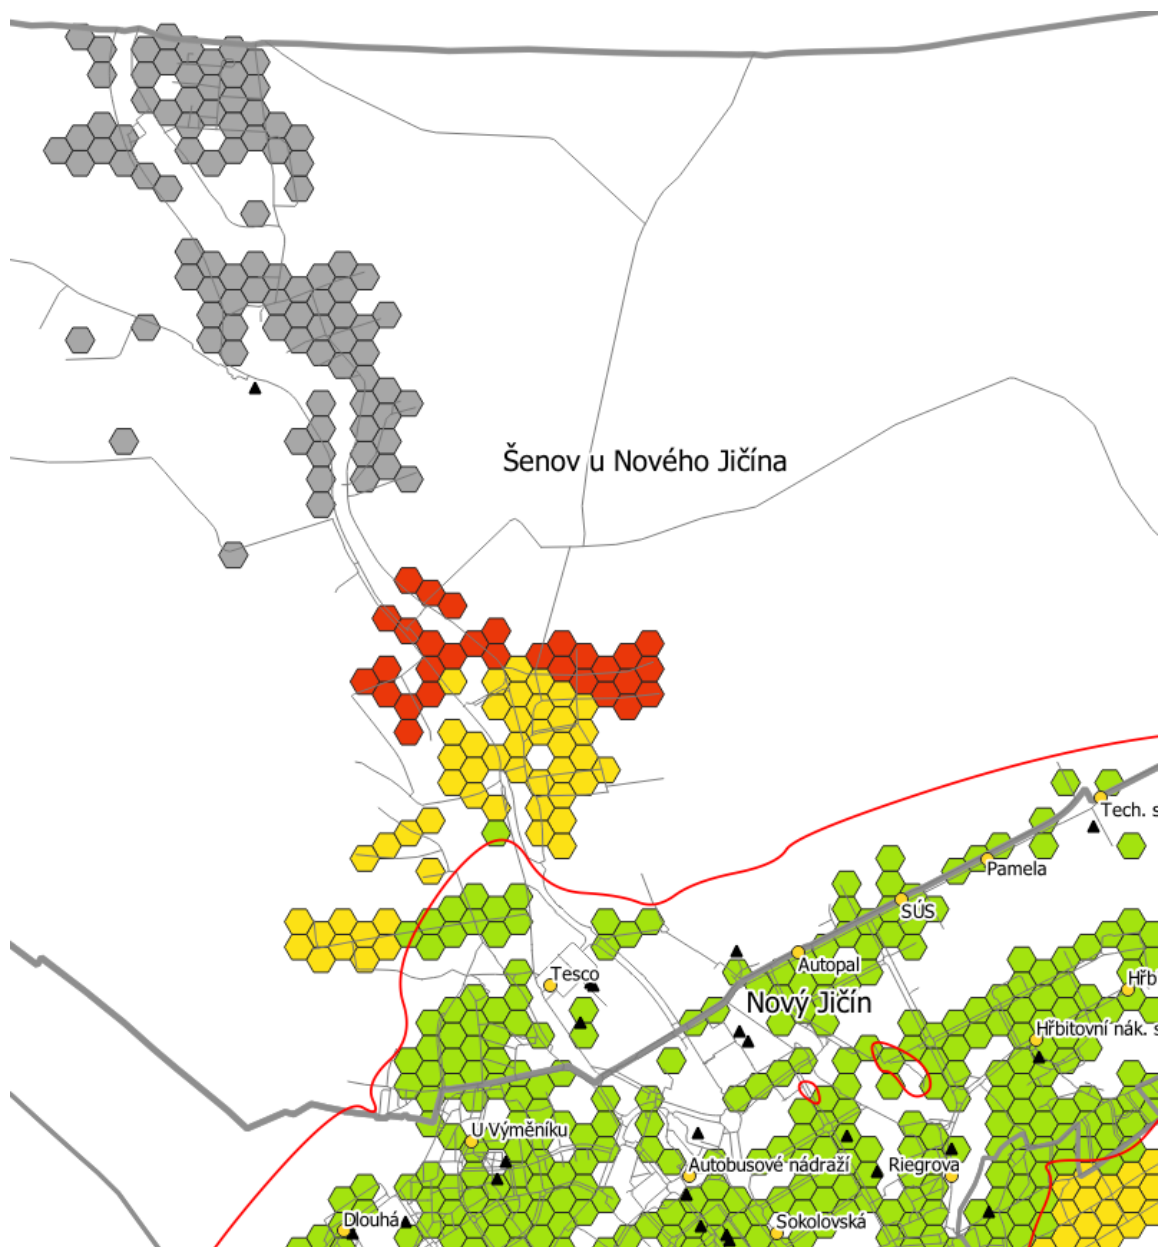 Šenov u Nového Jičína
Tech. s
Pamela
SÚS
Autopal
Tesco
Hřb
Nový Jičín
Hřbitovní nák. s
U Výměníku
Autobusové nádraží
Riegrova
Dlouhá
Sokolovská